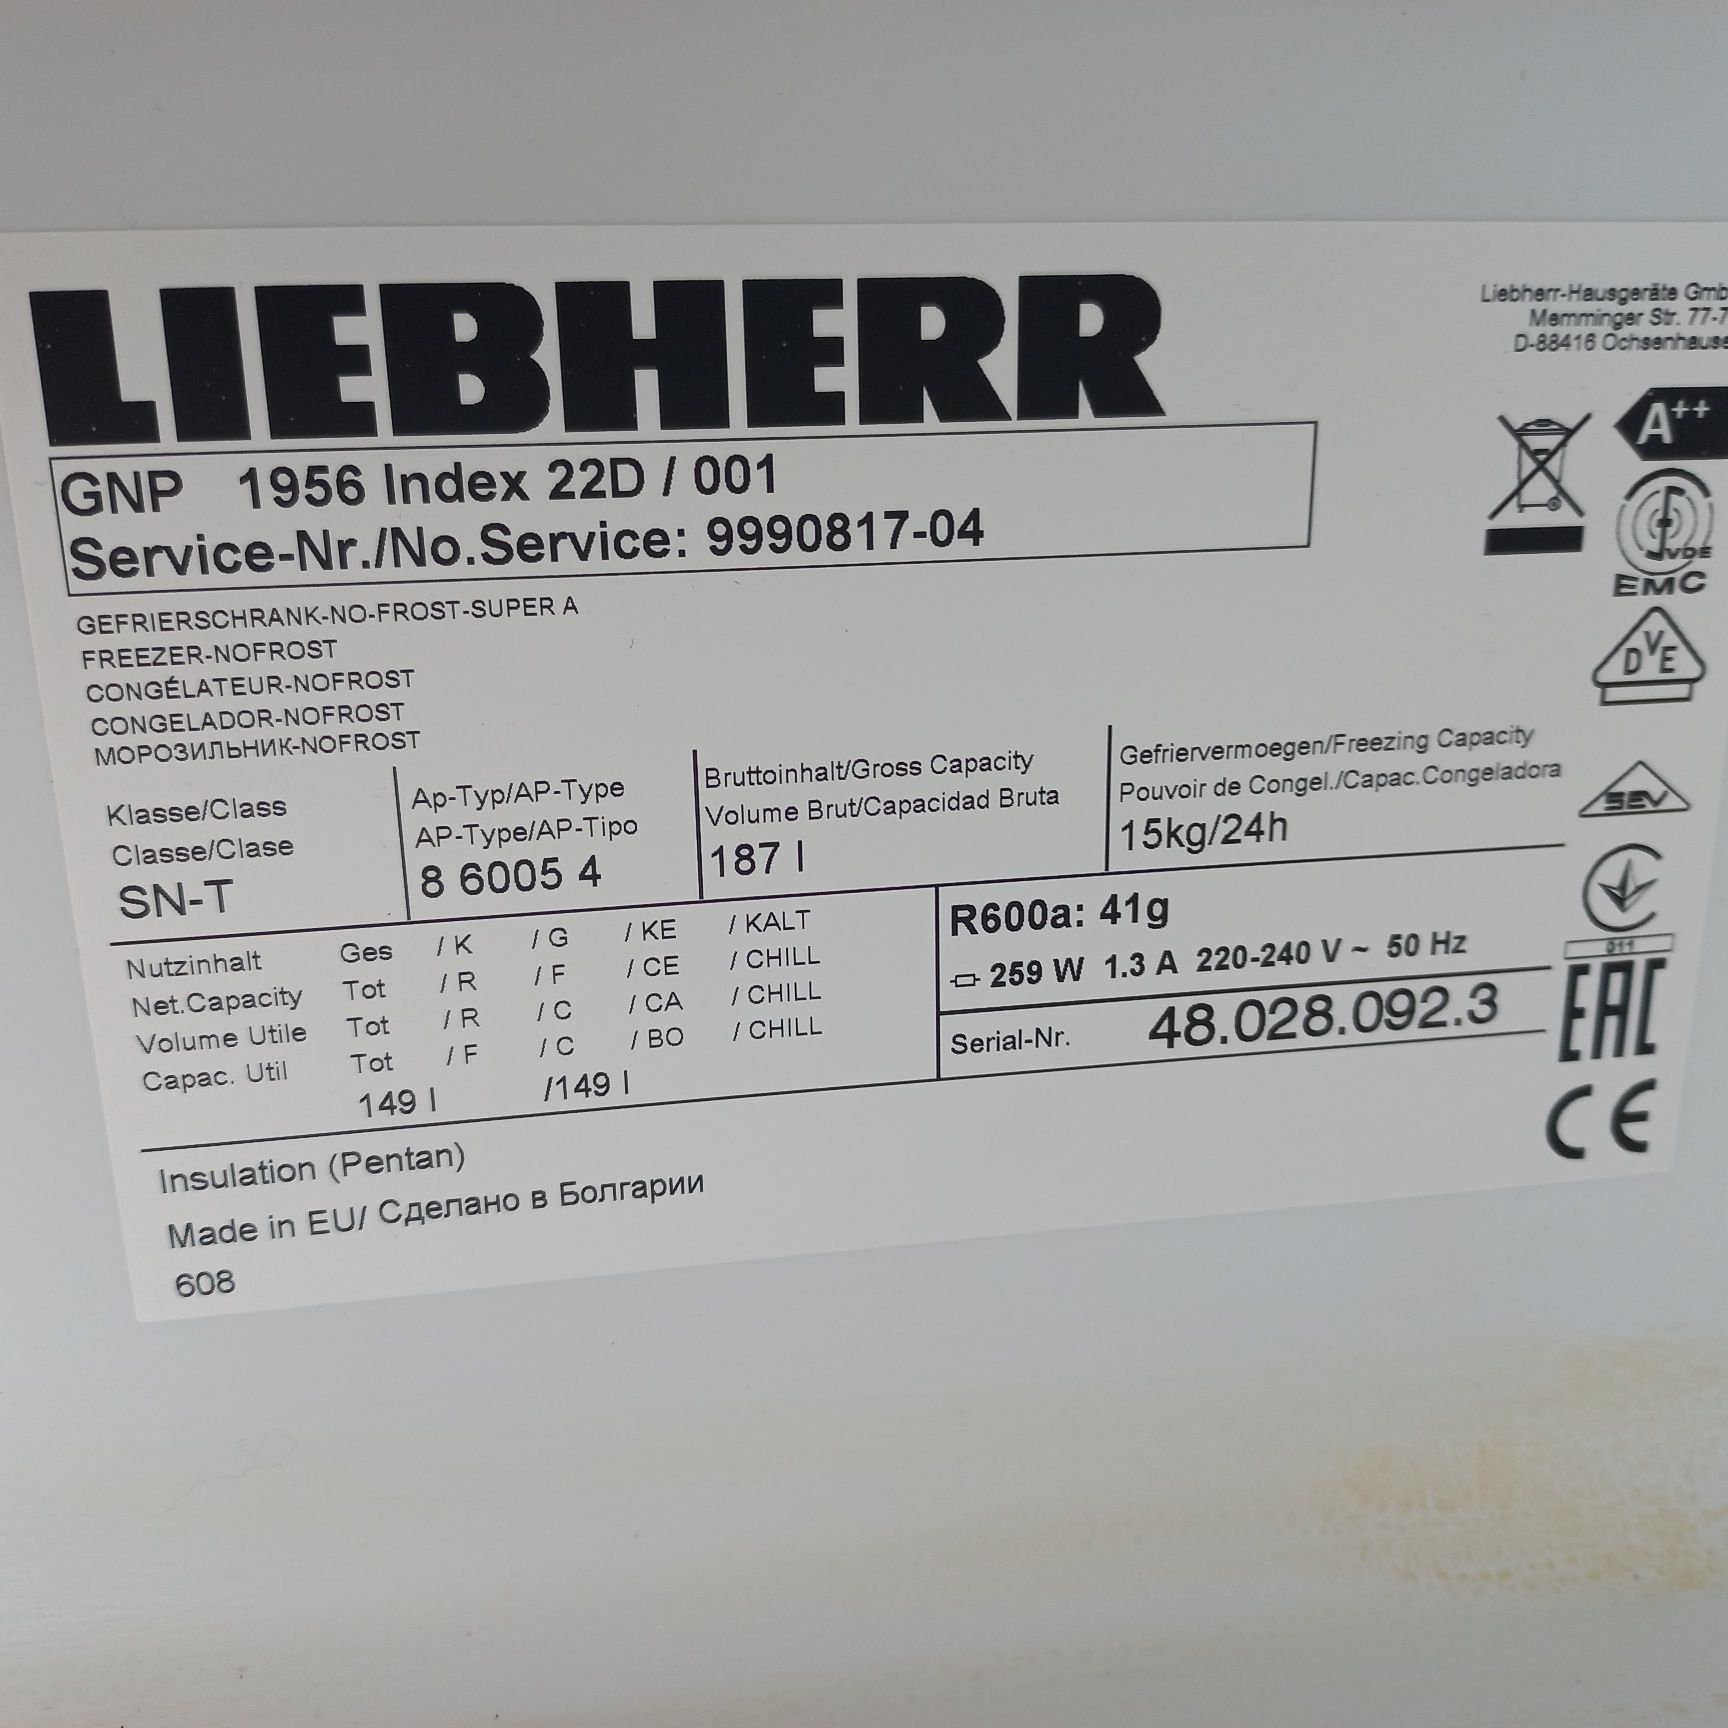 LIEBHERR
Liebherr-Hausgeräte
Memminger Str.
D-88416
A++
GNP 1956 Index 22D / 001
Service-Nr./No.Service: 9990817-04
VDE
EMC
GEFRIERSCHRANK-NO-FROST-SUPER A
FREEZER-NOFROST
CONGÉLATEUR-NOFROST
CONGELADOR-NOFROST
МОРОЗИЛЬНИК-NOFROST
DVE
Klasse/Class
Classe/Clase
SN-T
Ap-Typ/AP-Type
AP-Type/AP-Tipo
8 6005 4
Bruttoinhalt/Gross Capacity
Volume Brut/Capacidad Bruta
187 l
Gefriervermoegen/Freezing Capacity
Pouvoir de Congel./Capac.Congeladora
15kg/24h
SEV
Nutzinhalt Ges / K / G / KE / KALT
Net.Capacity Tot / R / F / CE / CHILL
Volume Utile Tot / R / C / CA / CHILL
Capac. Util Tot / F / C / BO / CHILL
149 l /149 l
R600a: 41g
259 W 1.3 A 220-240 V ~ 50 Hz
Serial-Nr. 48.028.092.3
011
EAC
CE
Insulation (Pentan)
Made in EU/ Сделано в Болгарии
608